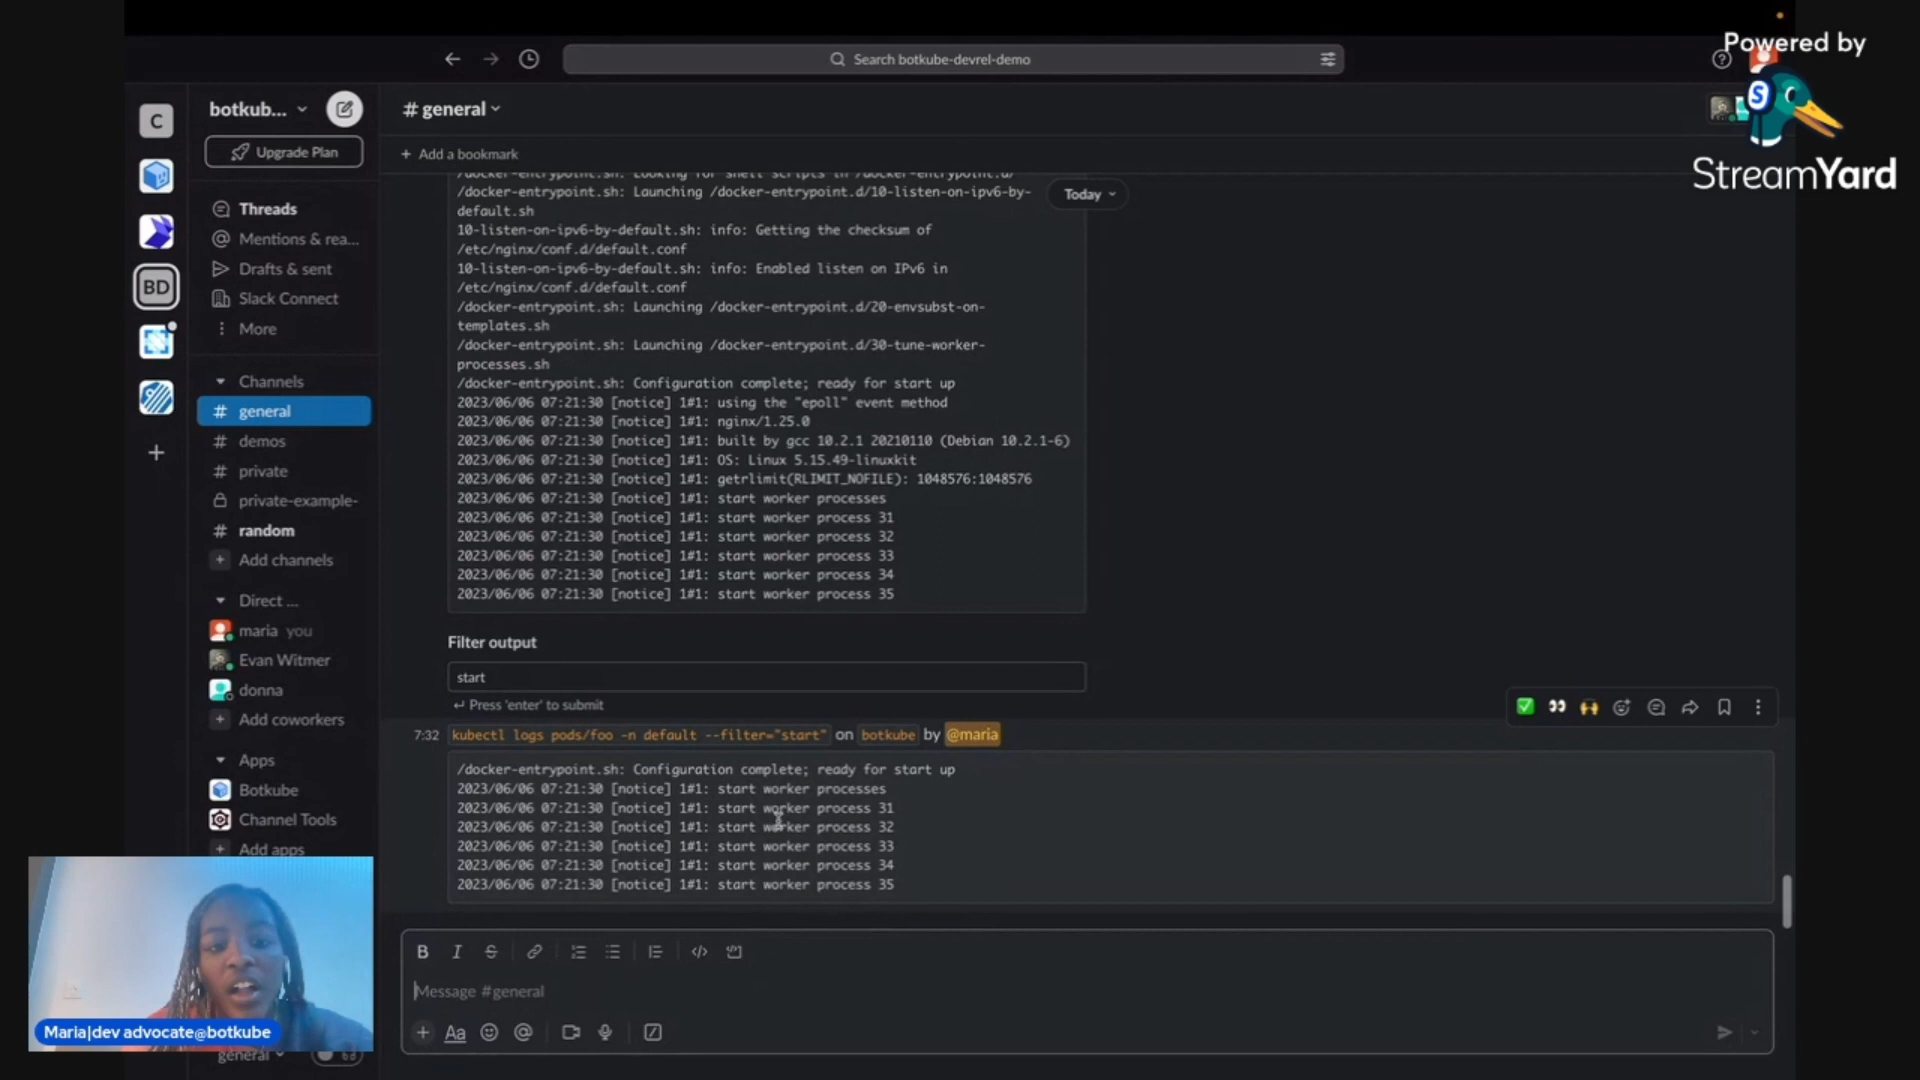 Search botkube-devrel-demo
Powered by
StreamYard
C
BD
botkub...
Upgrade Plan
Threads
Mentions & rea...
Drafts & sent
Slack Connect
More
Channels
# general
# demos
# private
private-example-
# random
Add channels
Direct ...
maria you
Evan Witmer
donna
Add coworkers
Apps
Botkube
Channel Tools
Add apps
# general
Add a bookmark
Today
/docker-entrypoint.sh: Looking for shell scripts in /docker-entrypoint.d/
/docker-entrypoint.sh: Launching /docker-entrypoint.d/10-listen-on-ipv6-by-
default.sh
10-listen-on-ipv6-by-default.sh: info: Getting the checksum of
/etc/nginx/conf.d/default.conf
10-listen-on-ipv6-by-default.sh: info: Enabled listen on IPv6 in
/etc/nginx/conf.d/default.conf
/docker-entrypoint.sh: Launching /docker-entrypoint.d/20-envsubst-on-
templates.sh
/docker-entrypoint.sh: Launching /docker-entrypoint.d/30-tune-worker-
processes.sh
/docker-entrypoint.sh: Configuration complete; ready for start up
2023/06/06 07:21:30 [notice] 1#1: using the "epoll" event method
2023/06/06 07:21:30 [notice] 1#1: nginx/1.25.0
2023/06/06 07:21:30 [notice] 1#1: built by gcc 10.2.1 20210110 (Debian 10.2.1-6)
2023/06/06 07:21:30 [notice] 1#1: OS: Linux 5.15.49-linuxkit
2023/06/06 07:21:30 [notice] 1#1: getrlimit(RLIMIT_NOFILE): 1048576:1048576
2023/06/06 07:21:30 [notice] 1#1: start worker processes
2023/06/06 07:21:30 [notice] 1#1: start worker process 31
2023/06/06 07:21:30 [notice] 1#1: start worker process 32
2023/06/06 07:21:30 [notice] 1#1: start worker process 33
2023/06/06 07:21:30 [notice] 1#1: start worker process 34
2023/06/06 07:21:30 [notice] 1#1: start worker process 35
Filter output
start
↵ Press 'enter' to submit
7:32 kubectl logs pods/foo -n default --filter="start" on botkube by @maria
/docker-entrypoint.sh: Configuration complete; ready for start up
2023/06/06 07:21:30 [notice] 1#1: start worker processes
2023/06/06 07:21:30 [notice] 1#1: start worker process 31
2023/06/06 07:21:30 [notice] 1#1: start worker process 32
2023/06/06 07:21:30 [notice] 1#1: start worker process 33
2023/06/06 07:21:30 [notice] 1#1: start worker process 34
2023/06/06 07:21:30 [notice] 1#1: start worker process 35
Message #general
Aa
Maria|dev advocate@botkube
general